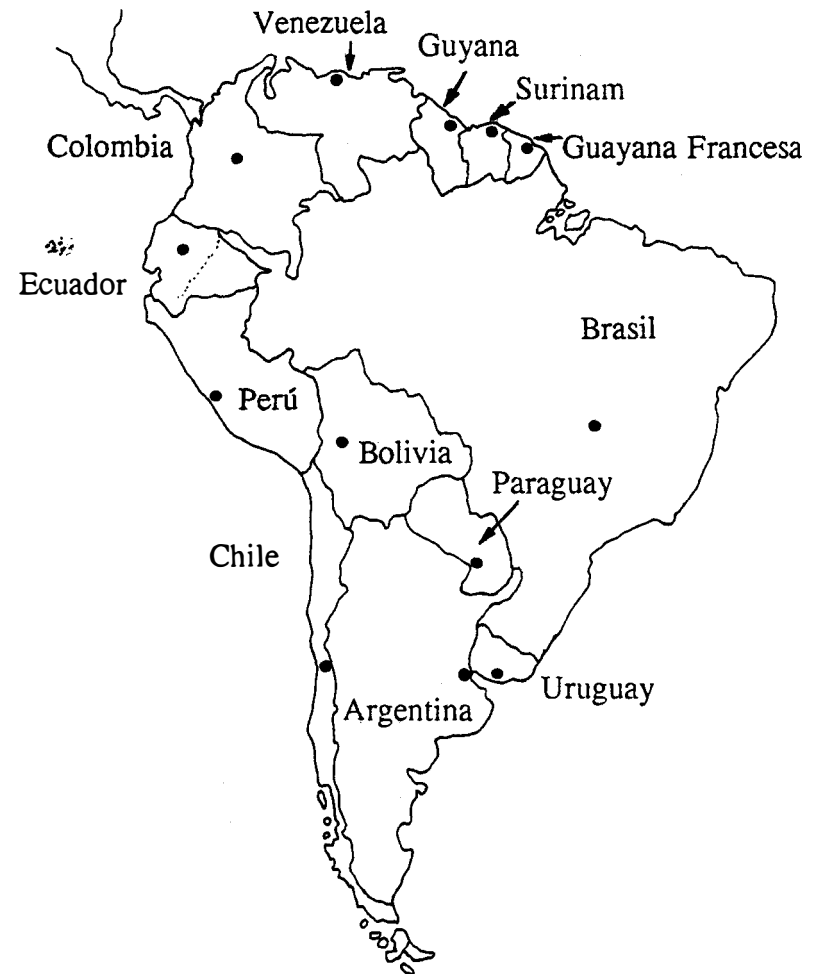 Venezuela
Guyana
Surinam
Colombia
Guayana Francesa
Ecuador
Brasil
Perú
Bolivia
Paraguay
Chile
Uruguay
Argentina